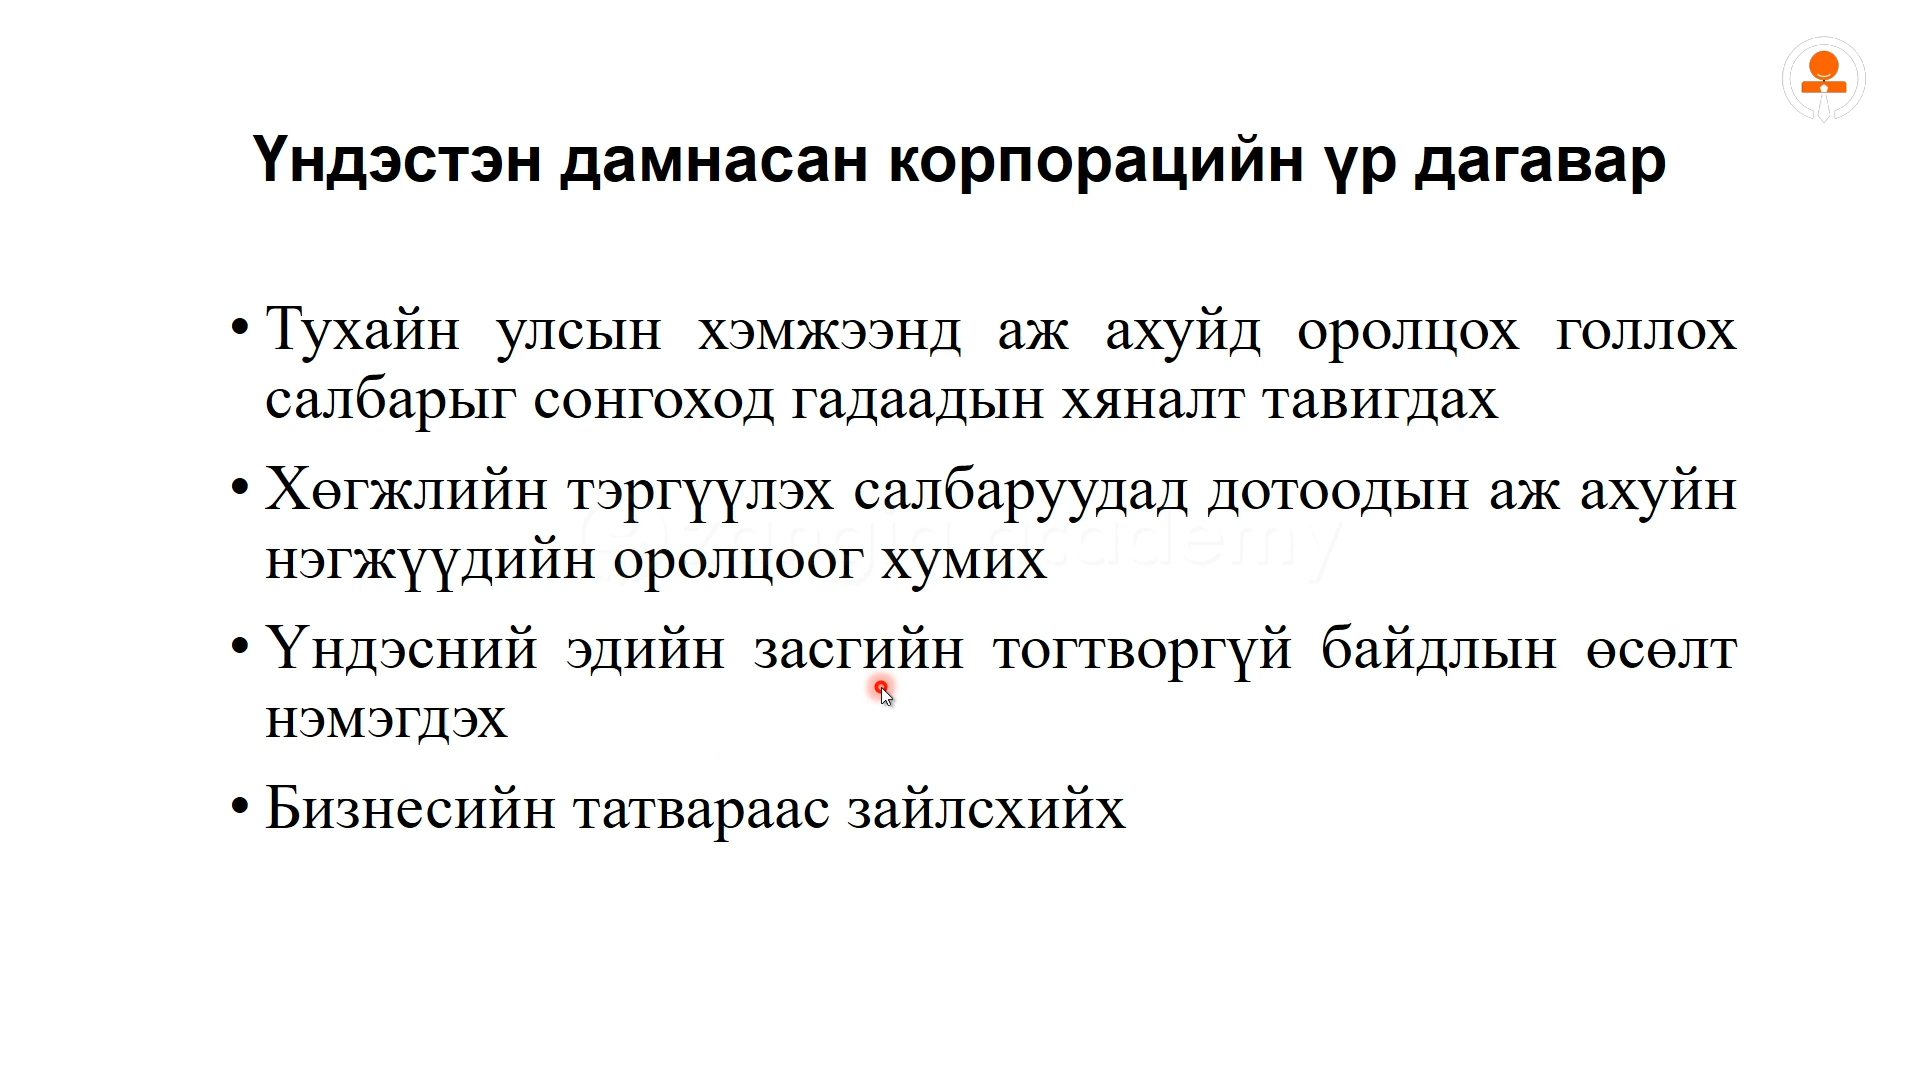 Үндэстэн дамнасан корпорацийн үр дагавар
• Тухайн улсын хэмжээнд аж ахуйд оролцох голлох
салбарыг сонгоход гадаадын хяналт тавигдах
• Хөгжлийн тэргүүлэх салбаруудад дотоодын аж ахуйн
нэгжүүдийн оролцоог хумих
• Үндэсний эдийн засгийн тогтворгүй байдлын өсөлт
нэмэгдэх
• Бизнесийн татвараас зайлсхийх